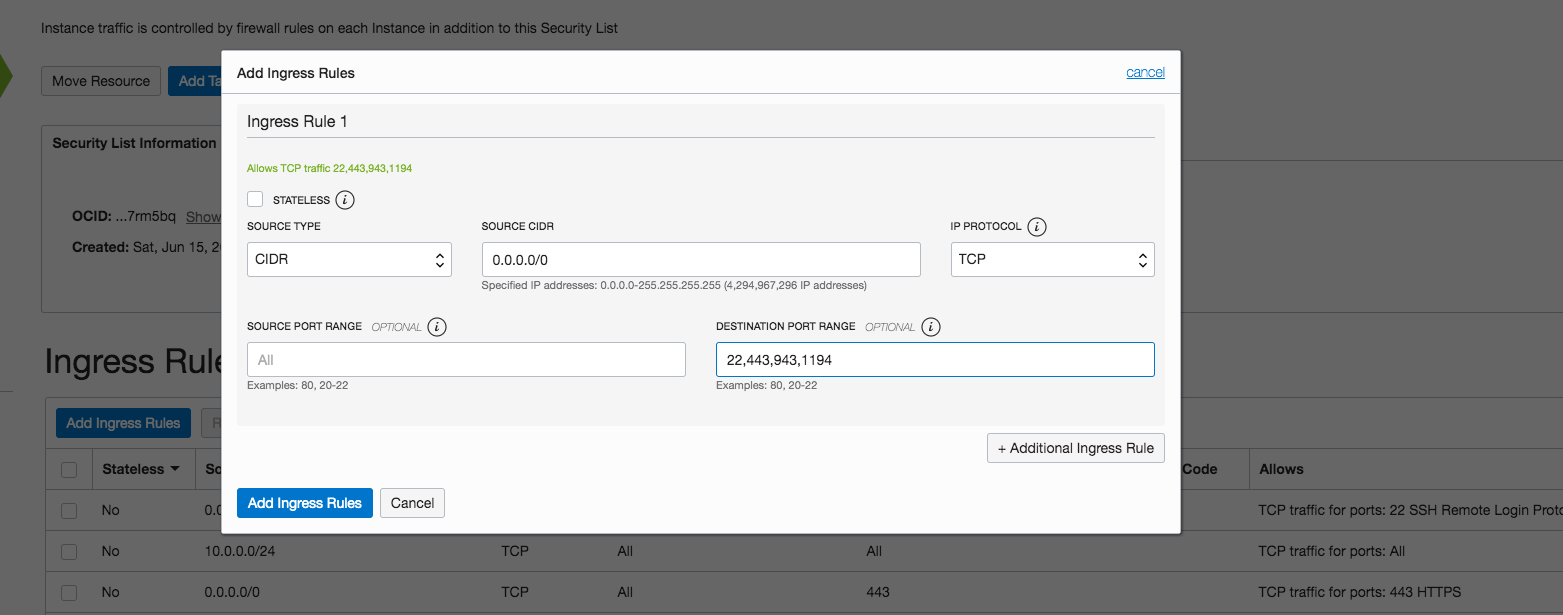 Instance traffic is controlled by firewall rules on each Instance in addition to this Security List
Move Resource
Add Ta
Security List Information
OCID: ...7rm5bq Show
Created: Sat, Jun 15, 2
Add Ingress Rules
cancel
Ingress Rule 1
Allows TCP traffic 22,443,943,1194
STATELESS i
SOURCE TYPE
CIDR
SOURCE CIDR
0.0.0.0/0
Specified IP addresses: 0.0.0.0-255.255.255.255 (4,294,967,296 IP addresses)
IP PROTOCOL i
TCP
SOURCE PORT RANGE OPTIONAL i
All
Examples: 80, 20-22
DESTINATION PORT RANGE OPTIONAL i
22,443,943,1194
Examples: 80, 20-22
+ Additional Ingress Rule
Add Ingress Rules
Cancel
Ingress Rule
Add Ingress Rules
Stateless So Code Allows
No 0.0 TCP traffic for ports: 22 SSH Remote Login Proto
No 10.0.0.0/24 TCP All All TCP traffic for ports: All
No 0.0.0.0/0 TCP All 443 TCP traffic for ports: 443 HTTPS